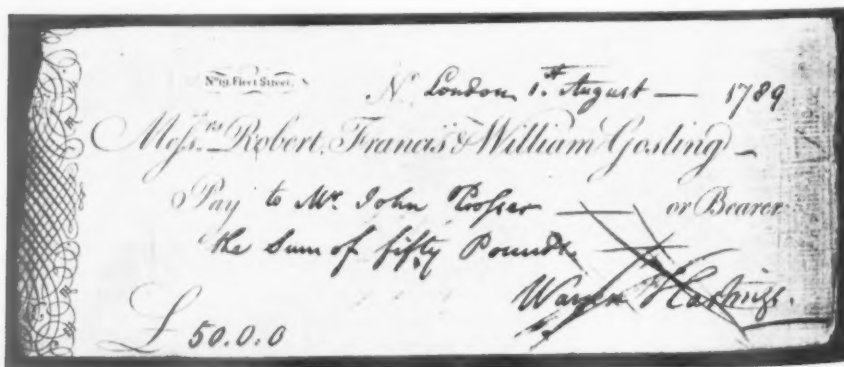 No. 19 Fleet Street.
No. London 1st August — 1789
Messrs. Robert, Francis & William Gosling
Pay to Mr. John Prosser — or Bearer
the Sum of fifty Pounds
Warren Hastings.
£ 50.0.0